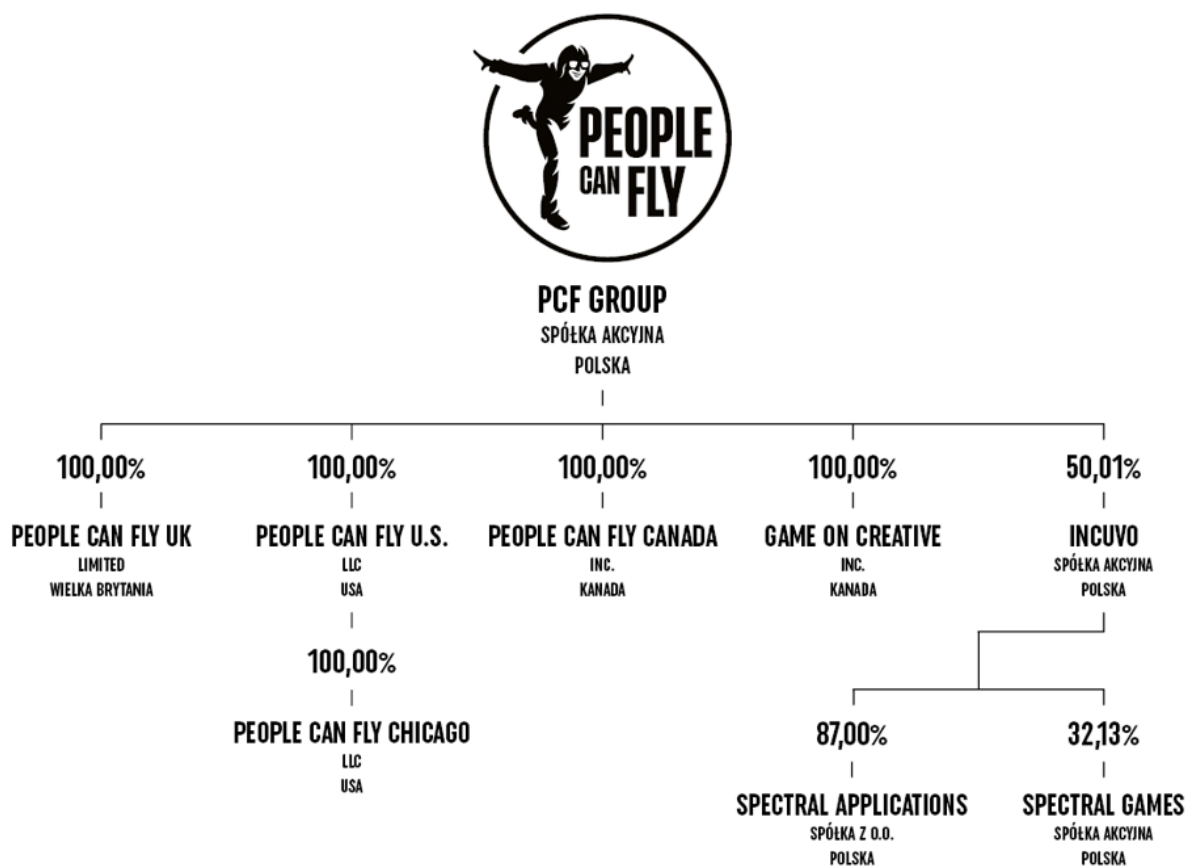 PEOPLE
CAN FLY
PCF GROUP
SPÓŁKA AKCYJNA
POLSKA
100,00% 100,00% 100,00% 100,00% 50,01%
PEOPLE CAN FLY UK PEOPLE CAN FLY U.S. PEOPLE CAN FLY CANADA GAME ON CREATIVE INCUVO
LIMITED LLC INC. INC. SPÓŁKA AKCYJNA
WIELKA BRYTANIA USA KANADA KANADA POLSKA
100,00%
PEOPLE CAN FLY CHICAGO
LLC
USA
87,00% 32,13%
SPECTRAL APPLICATIONS SPECTRAL GAMES
SPÓŁKA Z O.O. SPÓŁKA AKCYJNA
POLSKA POLSKA